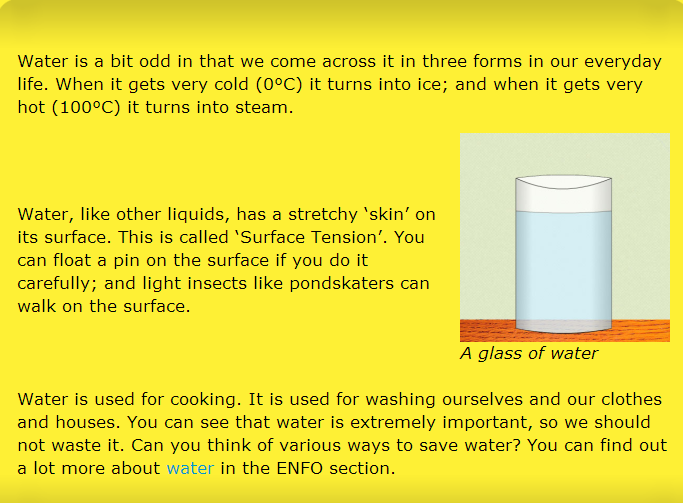 Water is a bit odd in that we come across it in three forms in our everyday
life. When it gets very cold (0ºC) it turns into ice; and when it gets very
hot (100ºC) it turns into steam.
Water, like other liquids, has a stretchy ‘skin’ on
its surface. This is called ‘Surface Tension’. You
can float a pin on the surface if you do it
carefully; and light insects like pondskaters can
walk on the surface.
A glass of water
Water is used for cooking. It is used for washing ourselves and our clothes
and houses. You can see that water is extremely important, so we should
not waste it. Can you think of various ways to save water? You can find out
a lot more about water in the ENFO section.